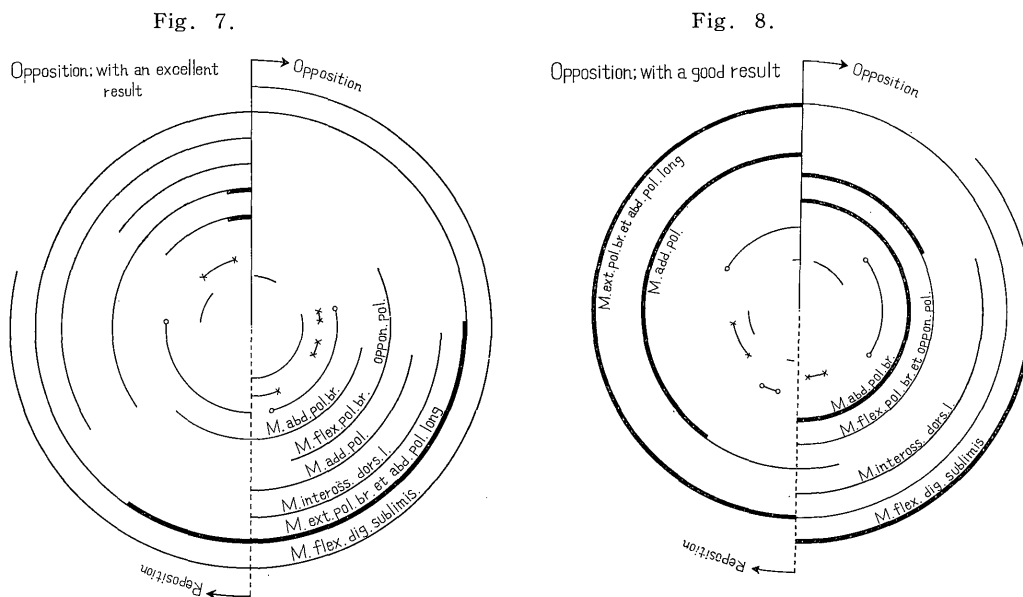 Fig. 7.
Opposition; with an excellent
result
Opposition
oppon. pol.
M. abd. pol. br.
M. flex. pol. br.
M. add. pol.
M. inteross. dors. I.
M. ext. pol. br. et abd. pol. long
M. flex. dig. sublimis.
Reposition
Fig. 8.
Opposition; with a good result
Opposition
M. ext. pol. br. et abd. pol. long
M. add. pol.
M. abd. pol. br.
M. flex. pol. br. et oppon. pol.
M. inteross. dors. I.
M. flex. dig. sublimis
Reposition